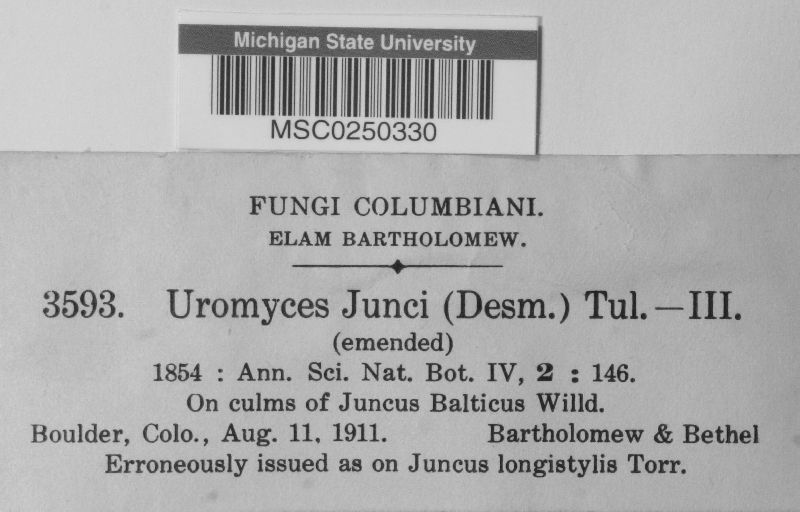 Michigan State University
MSC0250330
FUNGI COLUMBIANI.
ELAM BARTHOLOMEW.
3593. Uromyces Junci (Desm.) Tul.—III.
(emended)
1854 : Ann. Sci. Nat. Bot. IV, 2 : 146.
On culms of Juncus Balticus Willd.
Boulder, Colo., Aug. 11, 1911. Bartholomew & Bethel
Erroneously issued as on Juncus longistylis Torr.